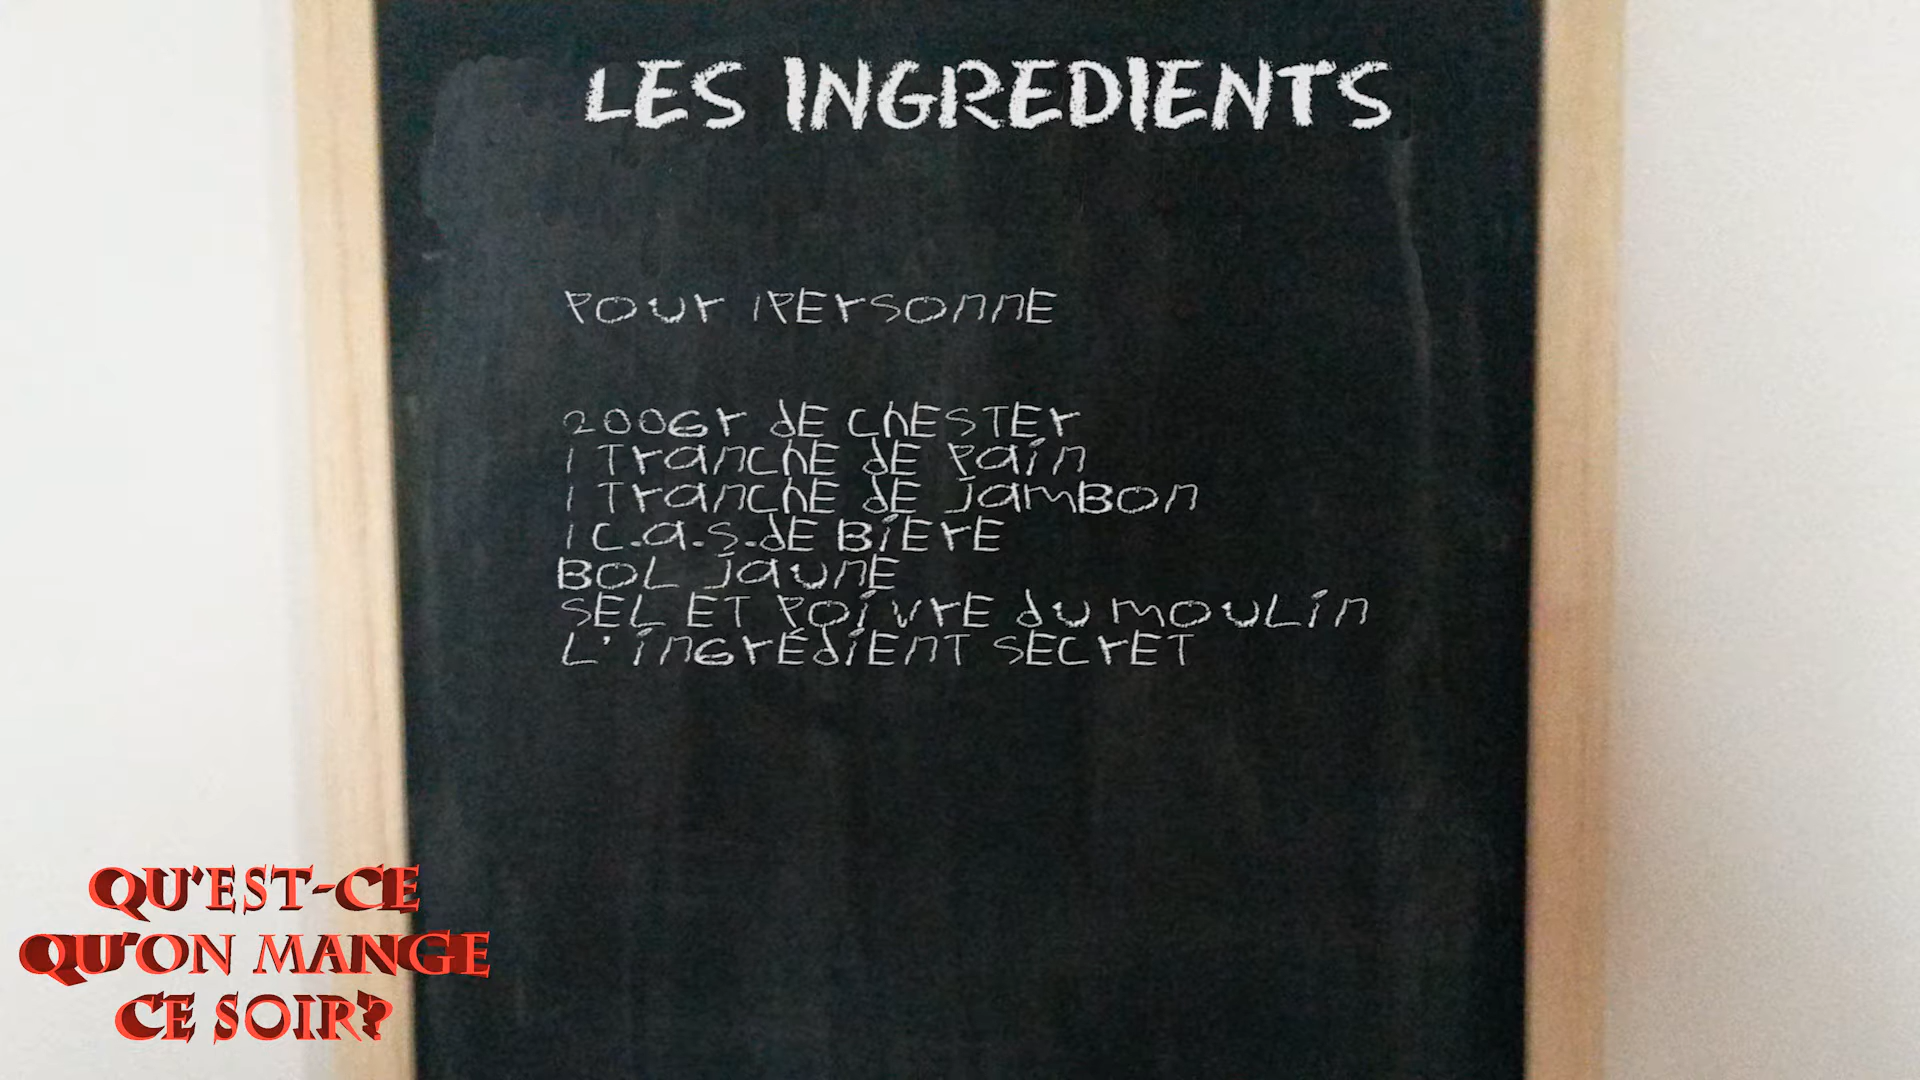 LES INGREDIENTS
POUR 1PERSONNE
200GR DE CHESTER
1 TRANCHE DE PAIN
1 TRANCHE DE JAMBON
1 C.A.S.DE BIERE
BOL JAUNE
SEL ET POIVRE DU MOULIN
L'INGRÉDIENT SECRET
QU'EST-CE
QU'ON MANGE
CE SOIR?